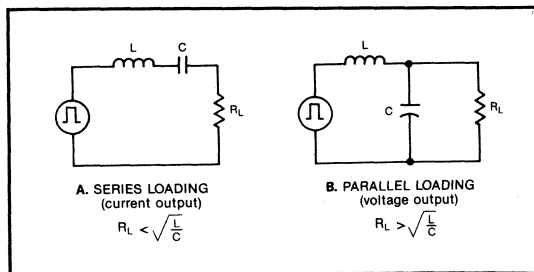 L C
R_L
A. SERIES LOADING
(current output)
R_L < √(L/C)
L
C
R_L
B. PARALLEL LOADING
(voltage output)
R_L > √(L/C)